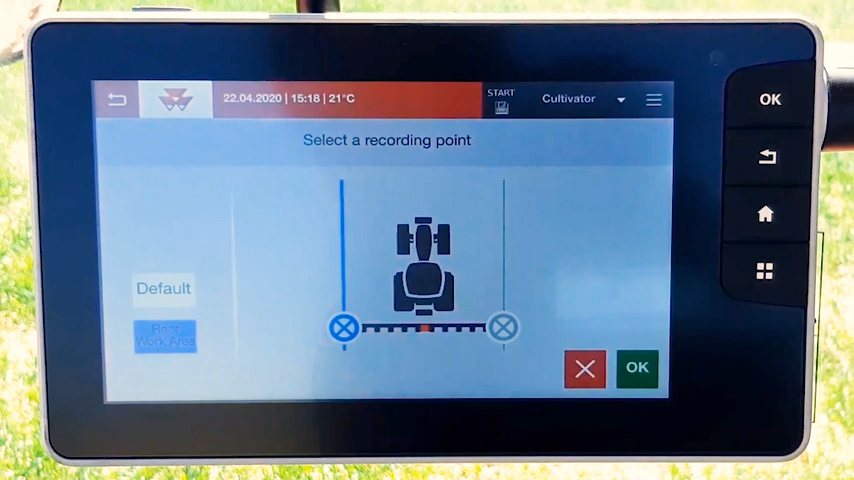 22.04.2020 | 15:18 | 21°C
START
Cultivator
OK
Select a recording point
Default
Rear
Work Area
OK